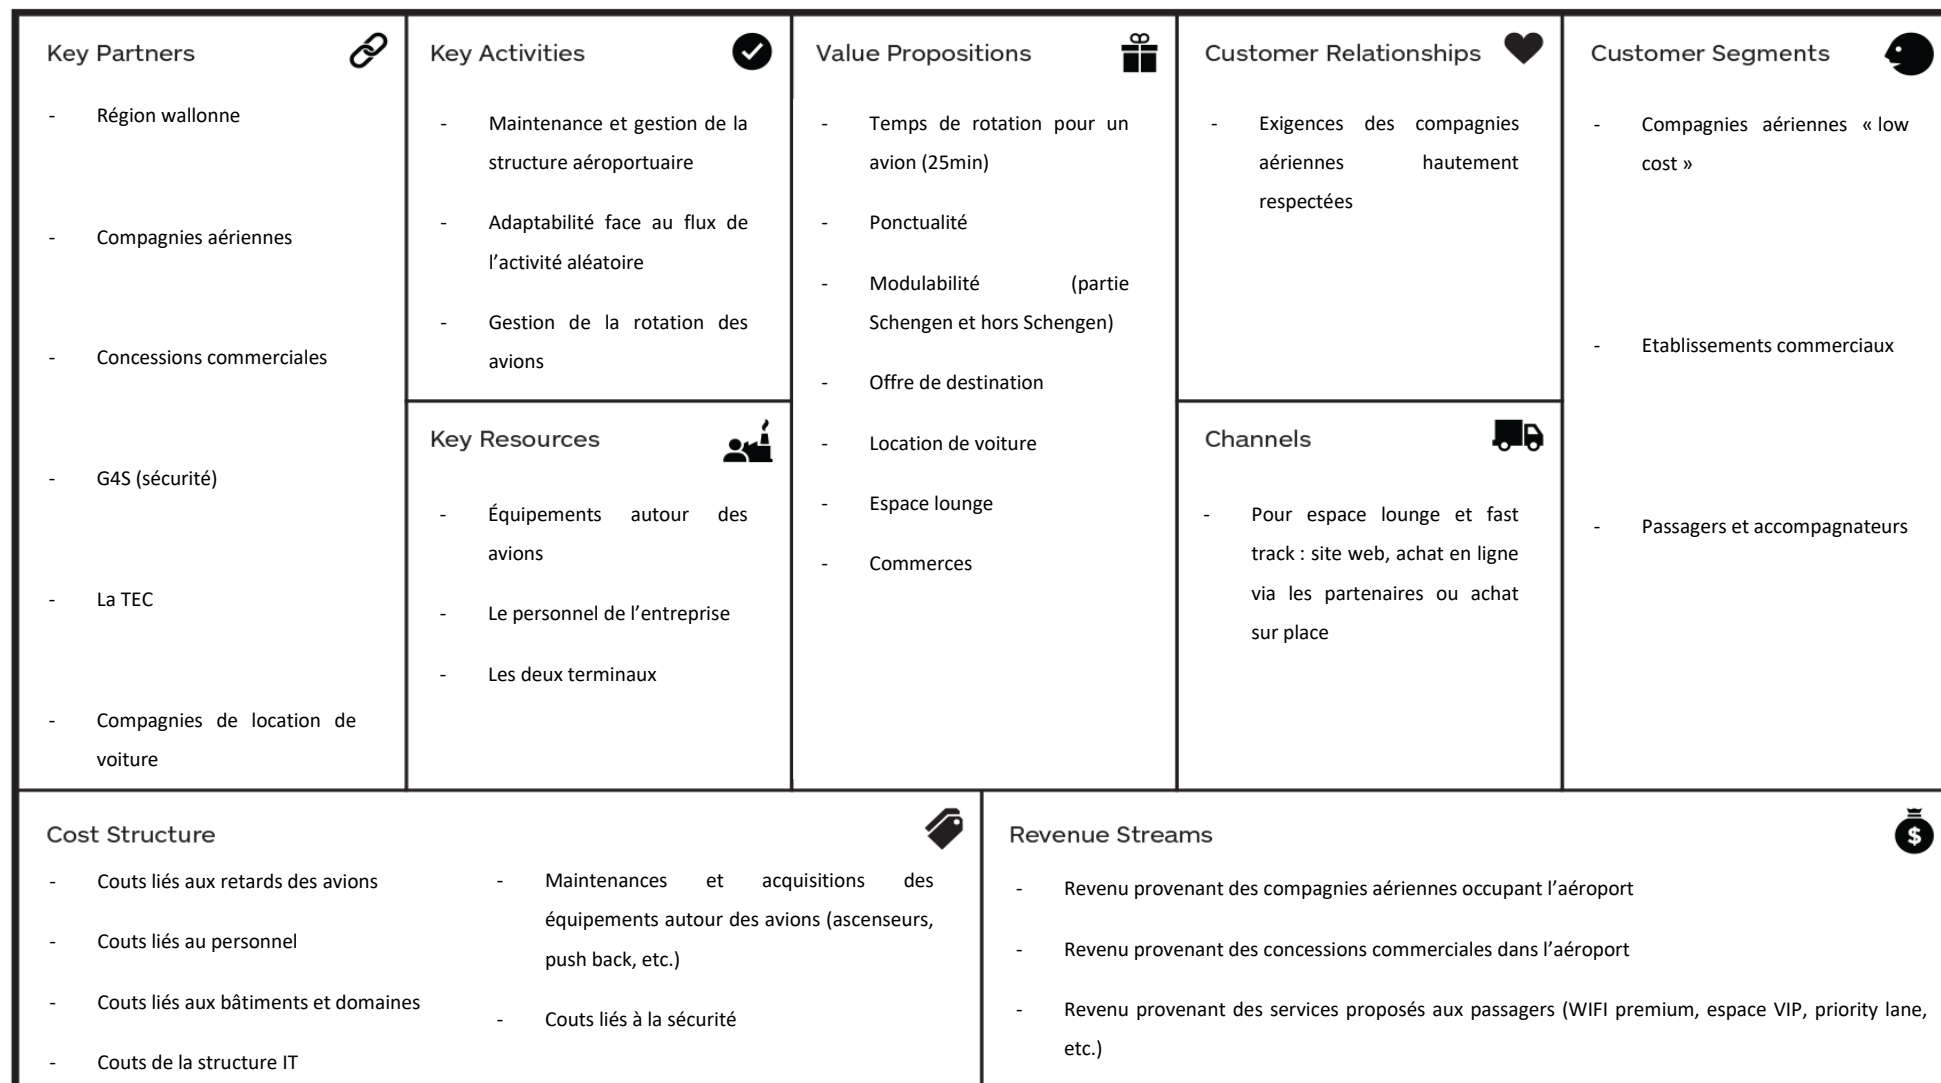 Key Partners
- Région wallonne
- Compagnies aériennes
- Concessions commerciales
- G4S (sécurité)
- La TEC
- Compagnies de location de
voiture
Key Activities
- Maintenance et gestion de la
structure aéroportuaire
- Adaptabilité face au flux de
l’activité aléatoire
- Gestion de la rotation des
avions
Key Resources
- Équipements autour des
avions
- Le personnel de l’entreprise
- Les deux terminaux
Value Propositions
- Temps de rotation pour un
avion (25min)
- Ponctualité
- Modulabilité (partie
Schengen et hors Schengen)
- Offre de destination
- Location de voiture
- Espace lounge
- Commerces
Customer Relationships
- Exigences des compagnies
aériennes hautement
respectées
Channels
- Pour espace lounge et fast
track : site web, achat en ligne
via les partenaires ou achat
sur place
Customer Segments
- Compagnies aériennes « low
cost »
- Etablissements commerciaux
- Passagers et accompagnateurs
Cost Structure
- Couts liés aux retards des avions
- Couts liés au personnel
- Couts liés aux bâtiments et domaines
- Couts de la structure IT
- Maintenances et acquisitions des
équipements autour des avions (ascenseurs,
push back, etc.)
- Couts liés à la sécurité
Revenue Streams
$
- Revenu provenant des compagnies aériennes occupant l’aéroport
- Revenu provenant des concessions commerciales dans l’aéroport
- Revenu provenant des services proposés aux passagers (WIFI premium, espace VIP, priority lane,
etc.)